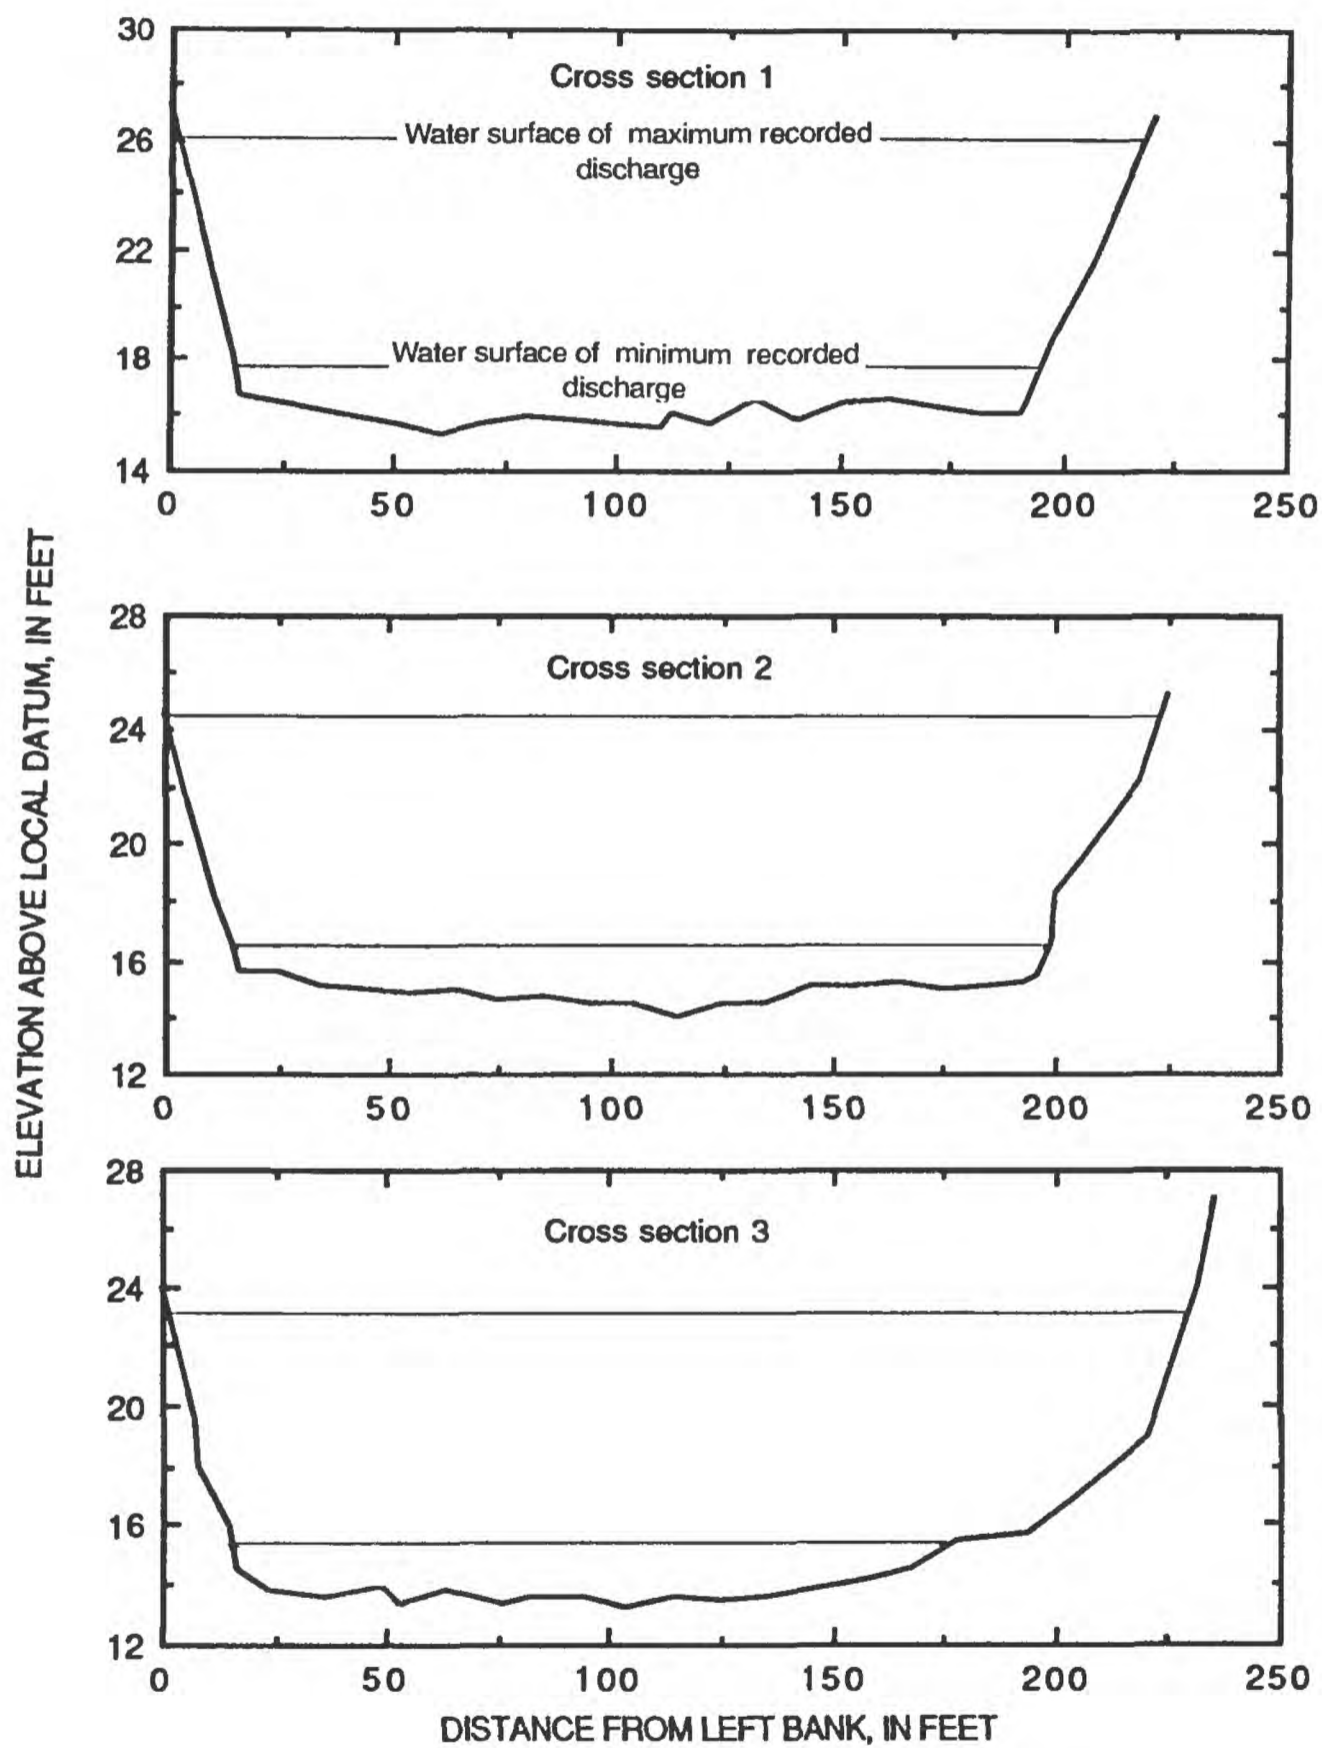 30
Cross section 1
26
Water surface of maximum recorded
discharge
22
18
Water surface of minimum recorded
discharge
14
0 50 100 150 200 250
ELEVATION ABOVE LOCAL DATUM, IN FEET
28
Cross section 2
24
20
16
12
0 50 100 150 200 250
28
Cross section 3
24
20
16
12
0 50 100 150 200 250
DISTANCE FROM LEFT BANK, IN FEET